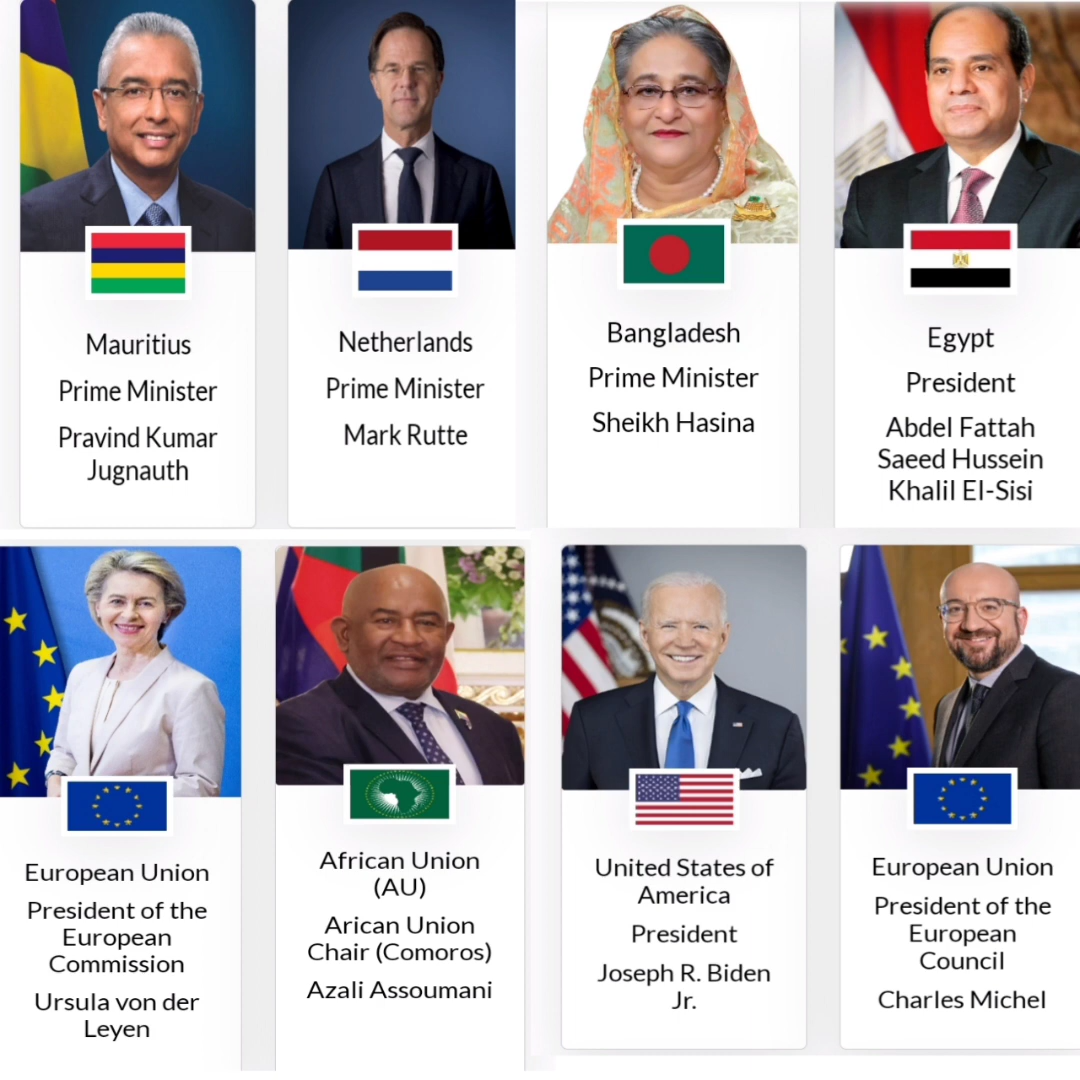 Mauritius
Prime Minister
Pravind Kumar
Jugnauth
Netherlands
Prime Minister
Mark Rutte
Bangladesh
Prime Minister
Sheikh Hasina
Egypt
President
Abdel Fattah
Saeed Hussein
Khalil El-Sisi
European Union
President of the
European
Commission
Ursula von der
Leyen
African Union
(AU)
Arican Union
Chair (Comoros)
Azali Assoumani
United States of
America
President
Joseph R. Biden
Jr.
European Union
President of the
European
Council
Charles Michel